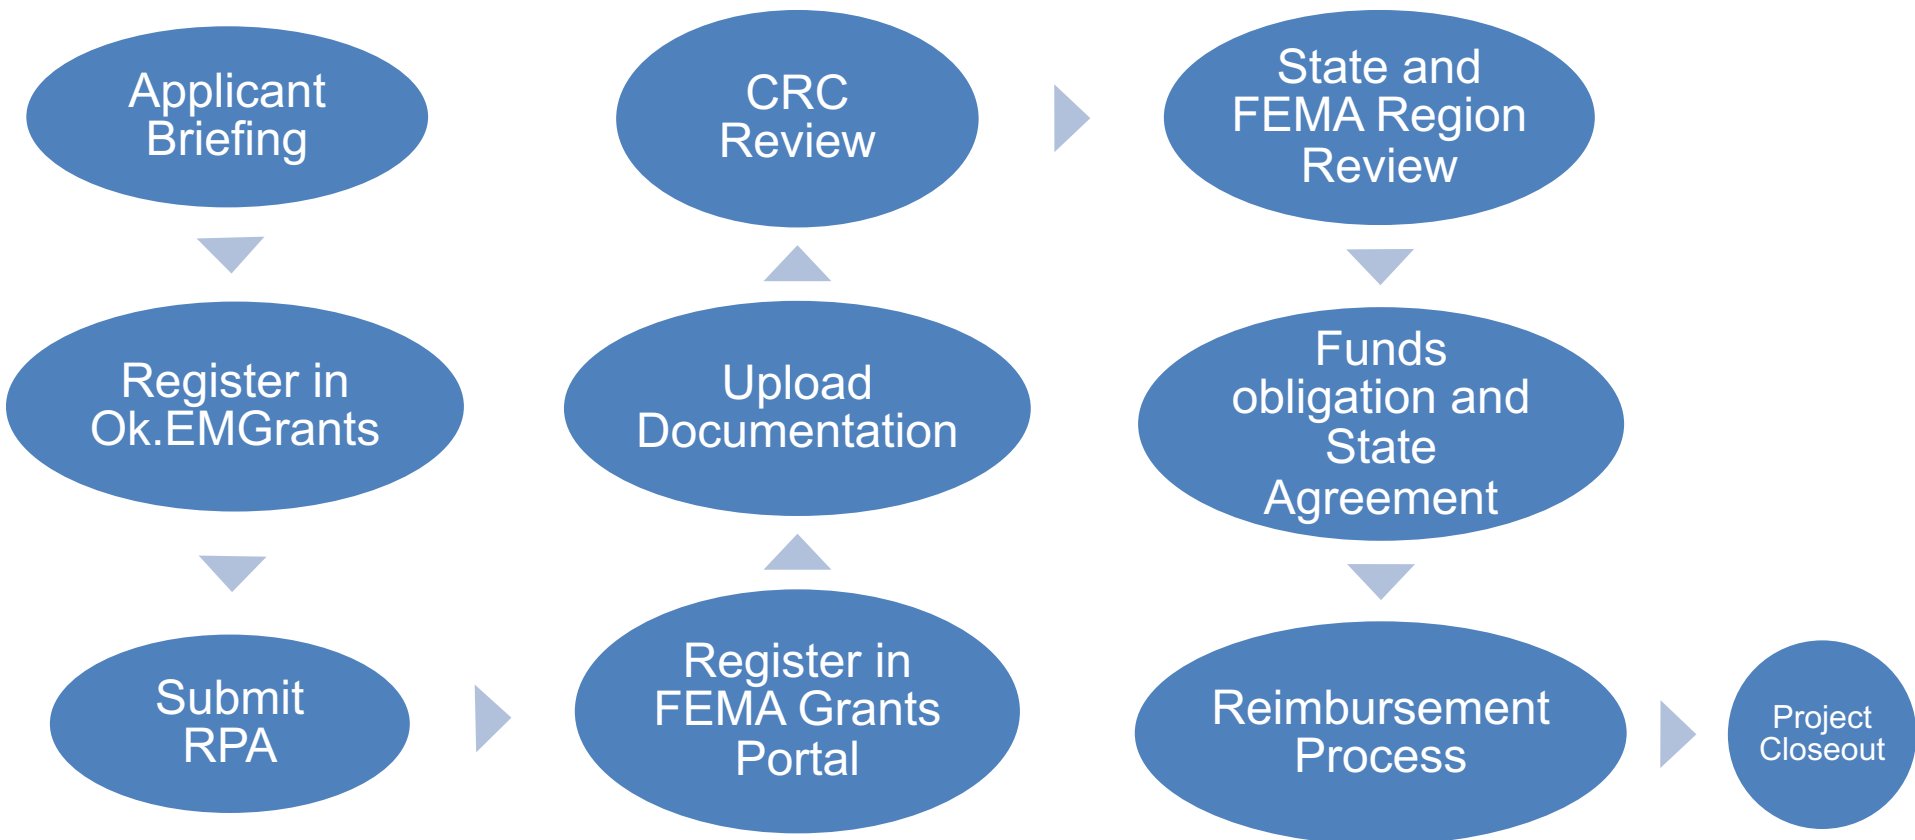 Applicant
Briefing
Register in
Ok.EMGrants
Submit
RPA
Register in
FEMA Grants
Portal
Upload
Documentation
CRC
Review
State and
FEMA Region
Review
Funds
obligation and
State
Agreement
Reimbursement
Process
Project
Closeout